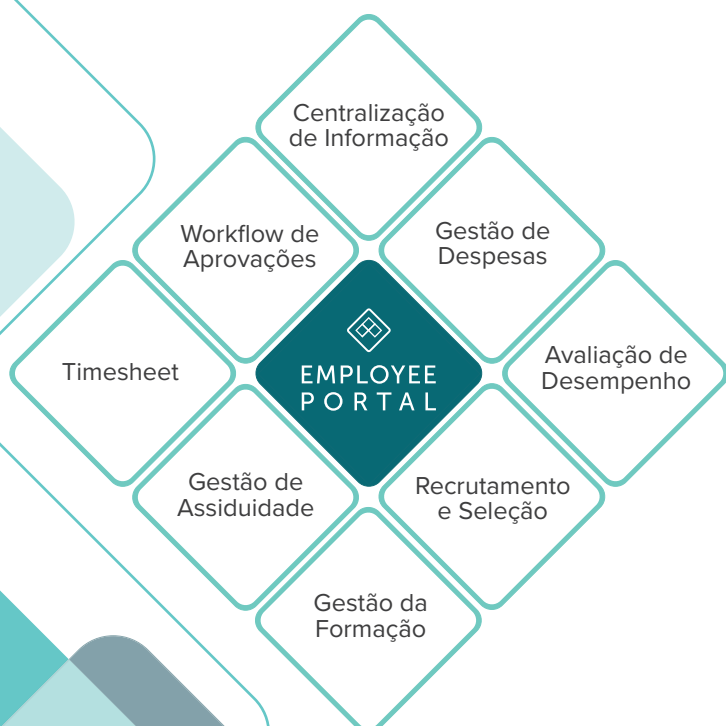 Centralização
de Informação
Workflow de
Aprovações
Gestão de
Despesas
Timesheet
EMPLOYEE
PORTAL
Avaliação de
Desempenho
Gestão de
Assiduidade
Recrutamento
e Seleção
Gestão da
Formação